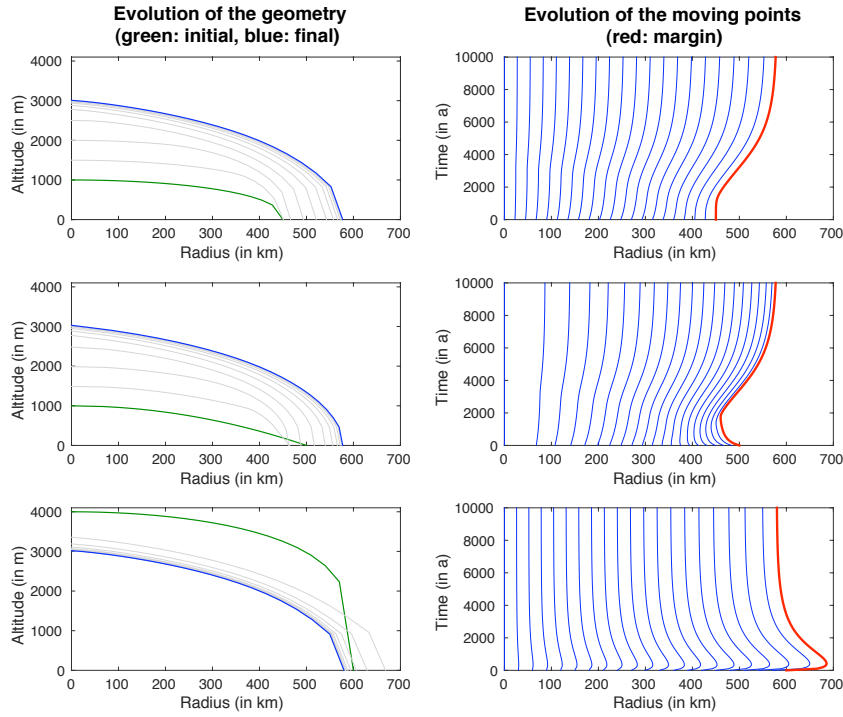 Evolution of the geometry
(green: initial, blue: final)
Evolution of the moving points
(red: margin)
4000
3000
2000
1000
0
Altitude (in m)
0 100 200 300 400 500 600 700
Radius (in km)
10000
8000
6000
4000
2000
0
Time (in a)
0 100 200 300 400 500 600 700
Radius (in km)
4000
3000
2000
1000
0
Altitude (in m)
0 100 200 300 400 500 600 700
Radius (in km)
10000
8000
6000
4000
2000
0
Time (in a)
0 100 200 300 400 500 600 700
Radius (in km)
4000
3000
2000
1000
0
Altitude (in m)
0 100 200 300 400 500 600 700
Radius (in km)
10000
8000
6000
4000
2000
0
Time (in a)
0 100 200 300 400 500 600 700
Radius (in km)